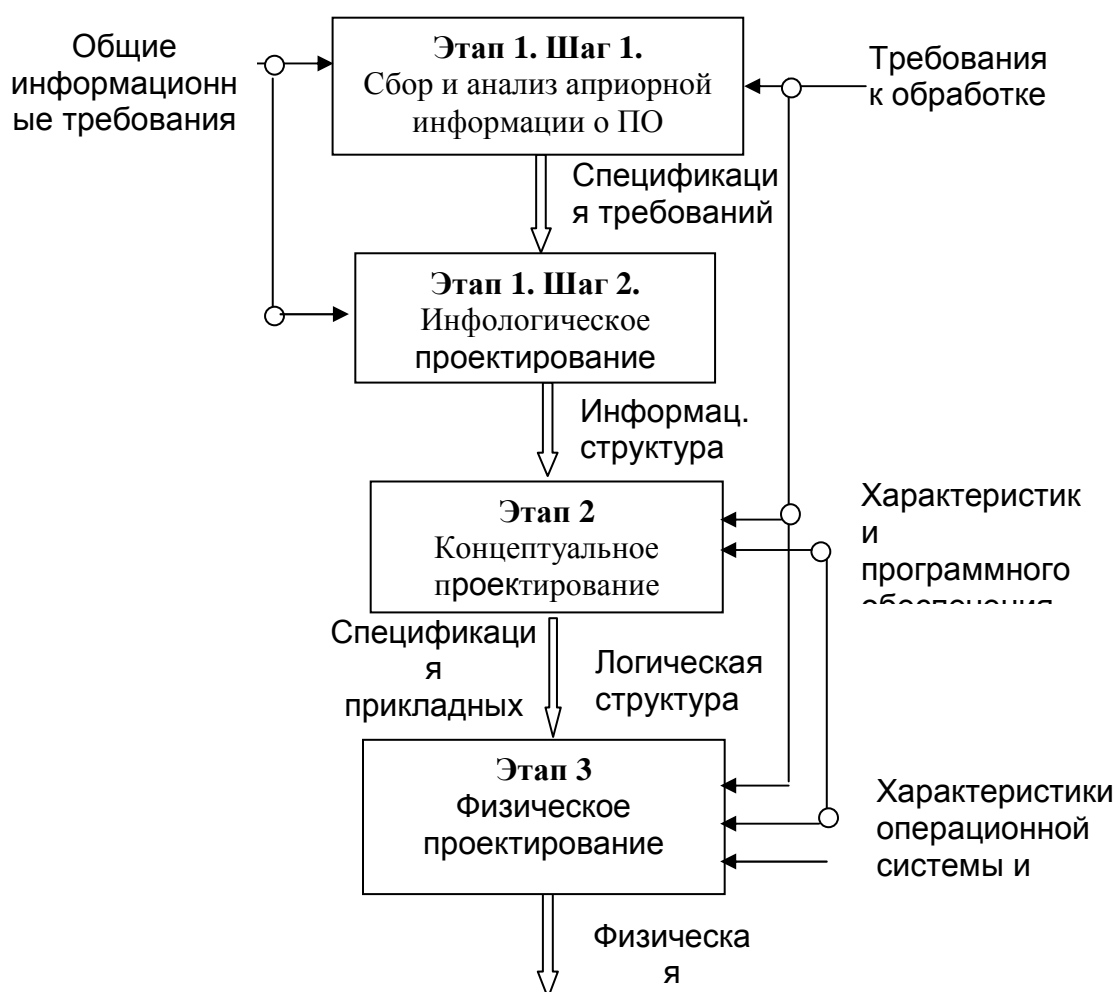 Общие
информационн
ые требования
Этап 1. Шаг 1.
Сбор и анализ априорной
информации о ПО
Требования
к обработке
Спецификаци
я требований
Этап 1. Шаг 2.
Инфологическое
проектирование
Информац.
структура
Этап 2
Концептуальное
проектирование
Характеристик
и
программного
обеспечения
Спецификаци
я
прикладных
Логическая
структура
Этап 3
Физическое
проектирование
Характеристики
операционной
системы и
Физическа
я